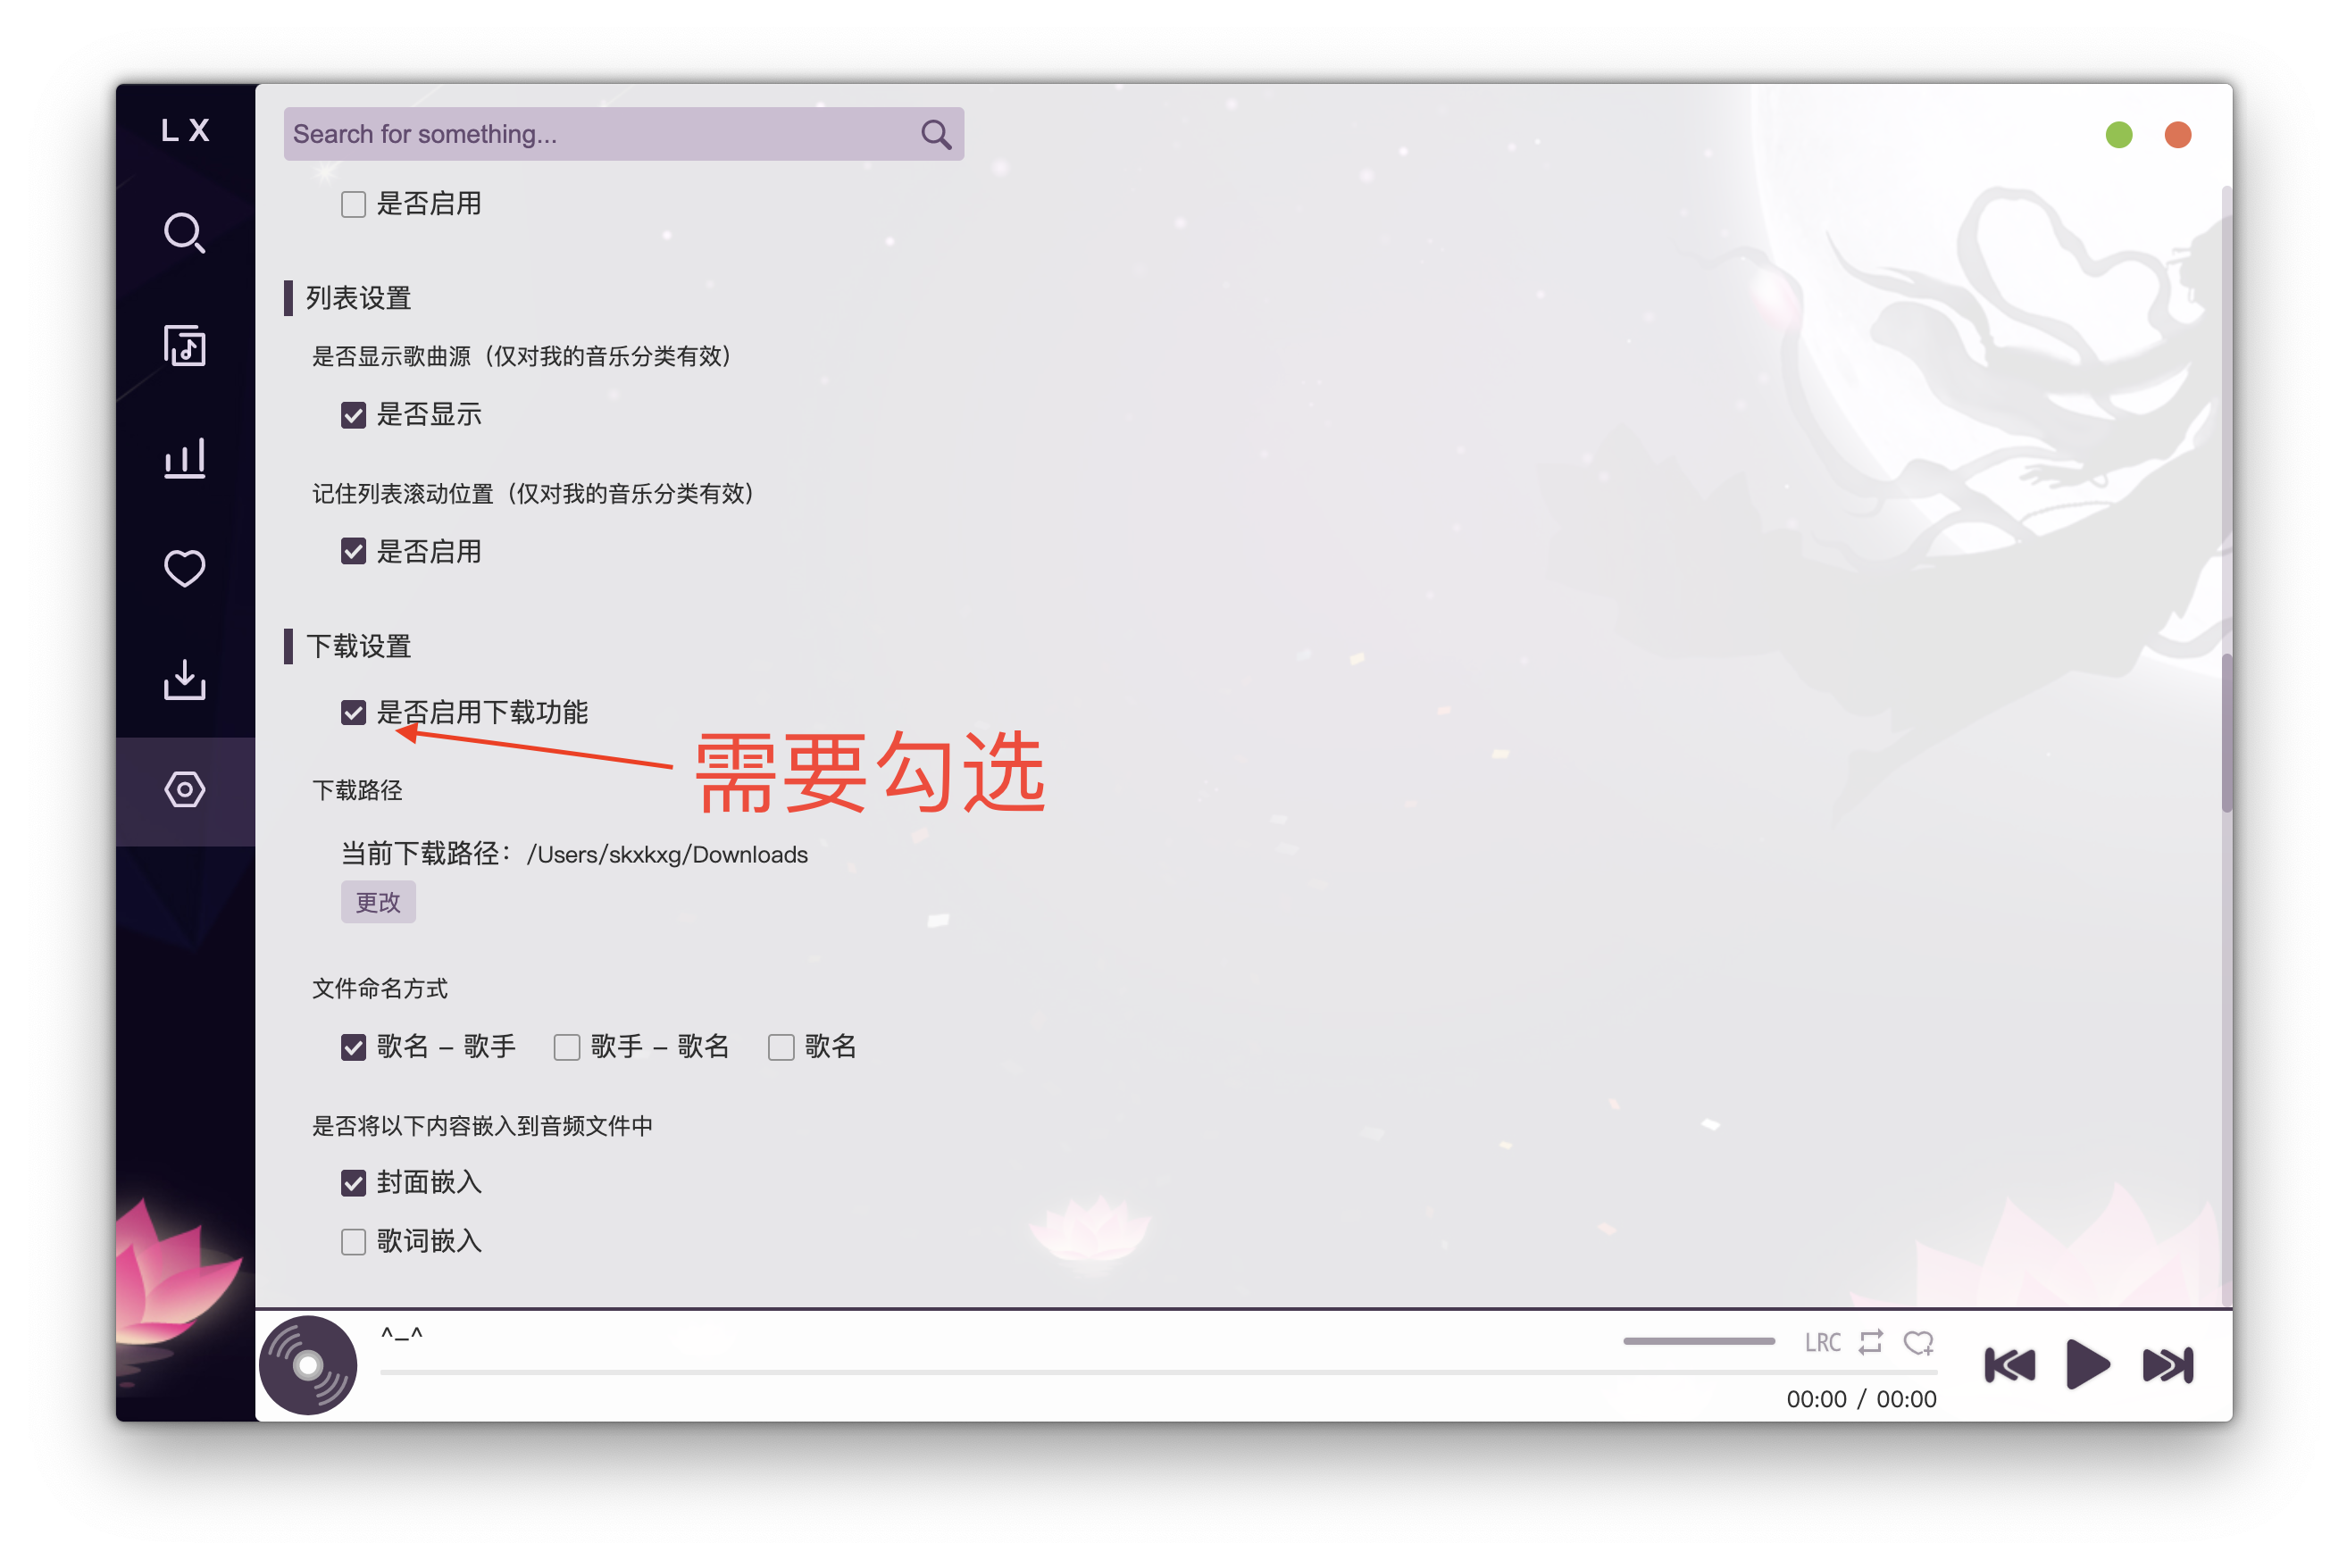 L X
Search for something...
是否启用
列表设置
是否显示歌曲源（仅对我的音乐分类有效）
是否显示
记住列表滚动位置（仅对我的音乐分类有效）
是否启用
下载设置
是否启用下载功能
需要勾选
下载路径
当前下载路径：/Users/skxkxg/Downloads
更改
文件命名方式
歌名 – 歌手 歌手 – 歌名 歌名
是否将以下内容嵌入到音频文件中
封面嵌入
歌词嵌入
^_^
LRC
00:00 / 00:00